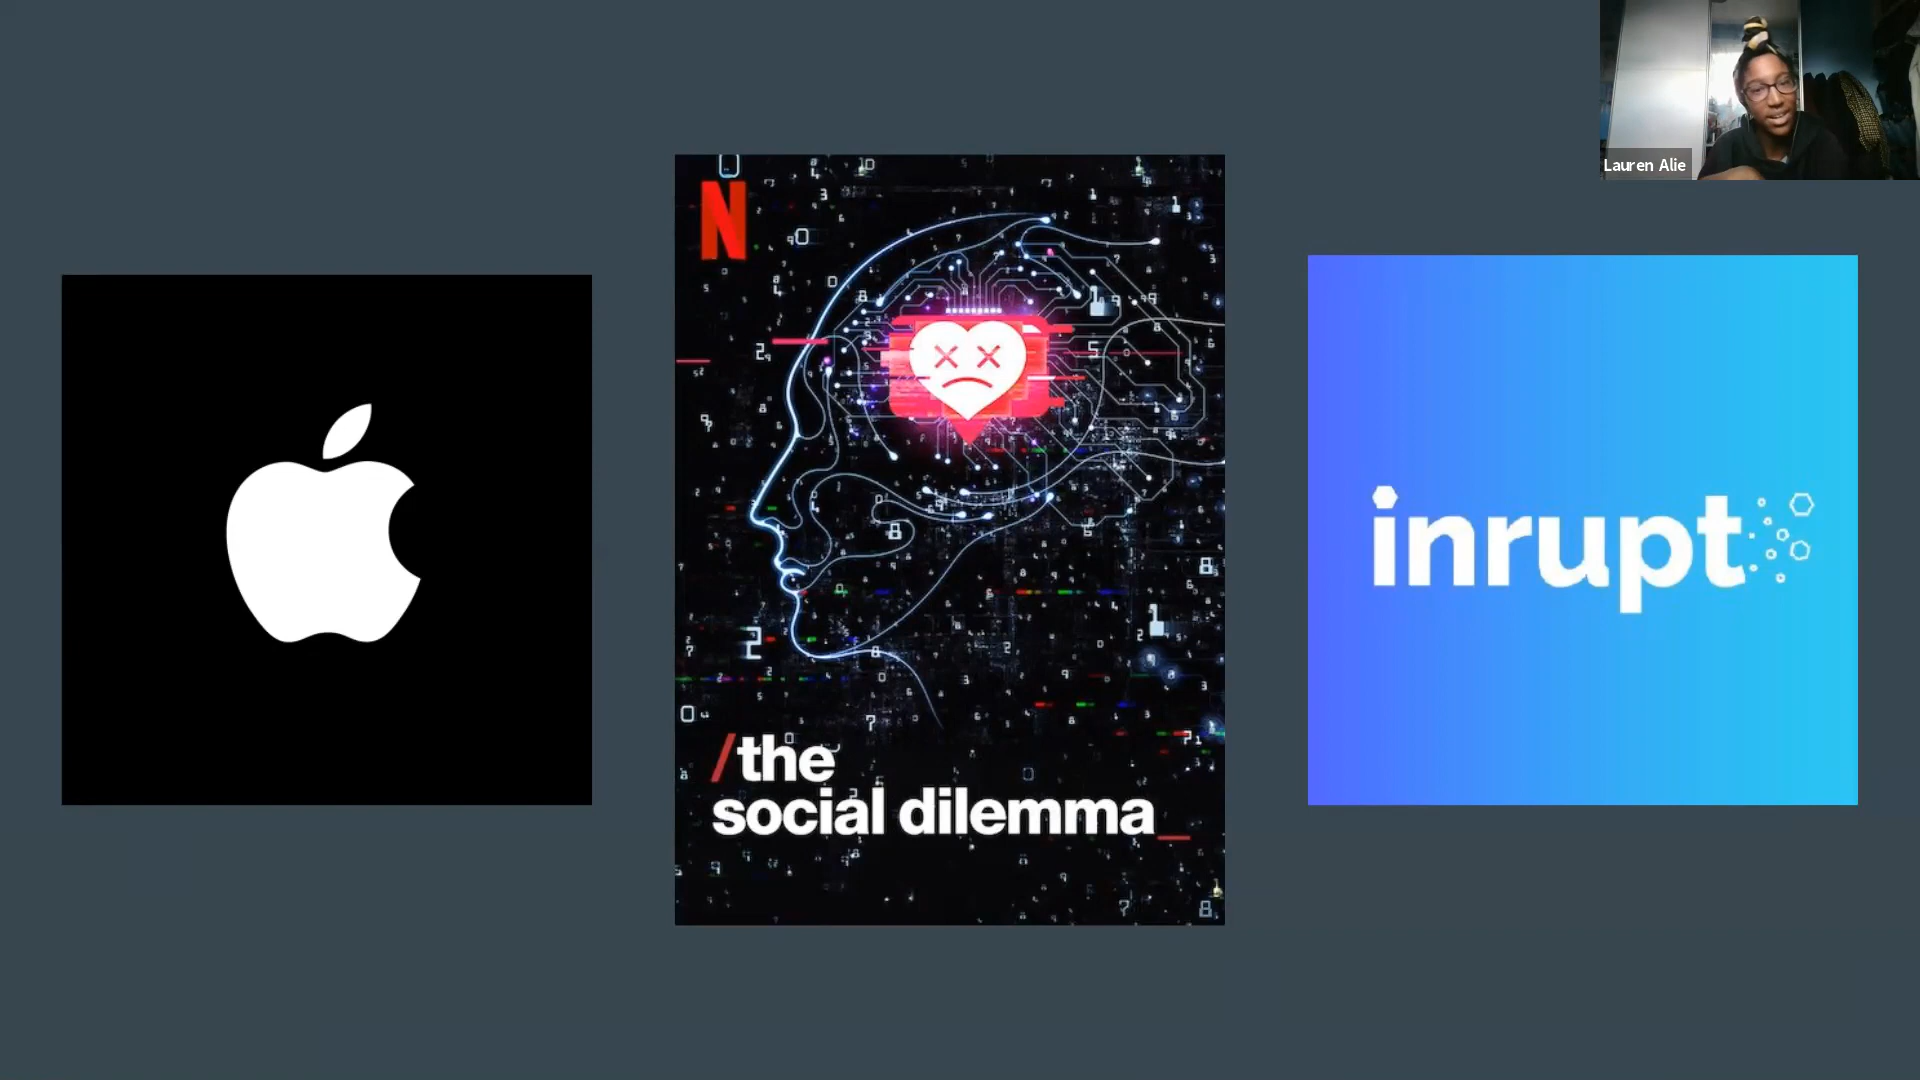 Lauren Alie
N
/the
social dilemma_
inrupt